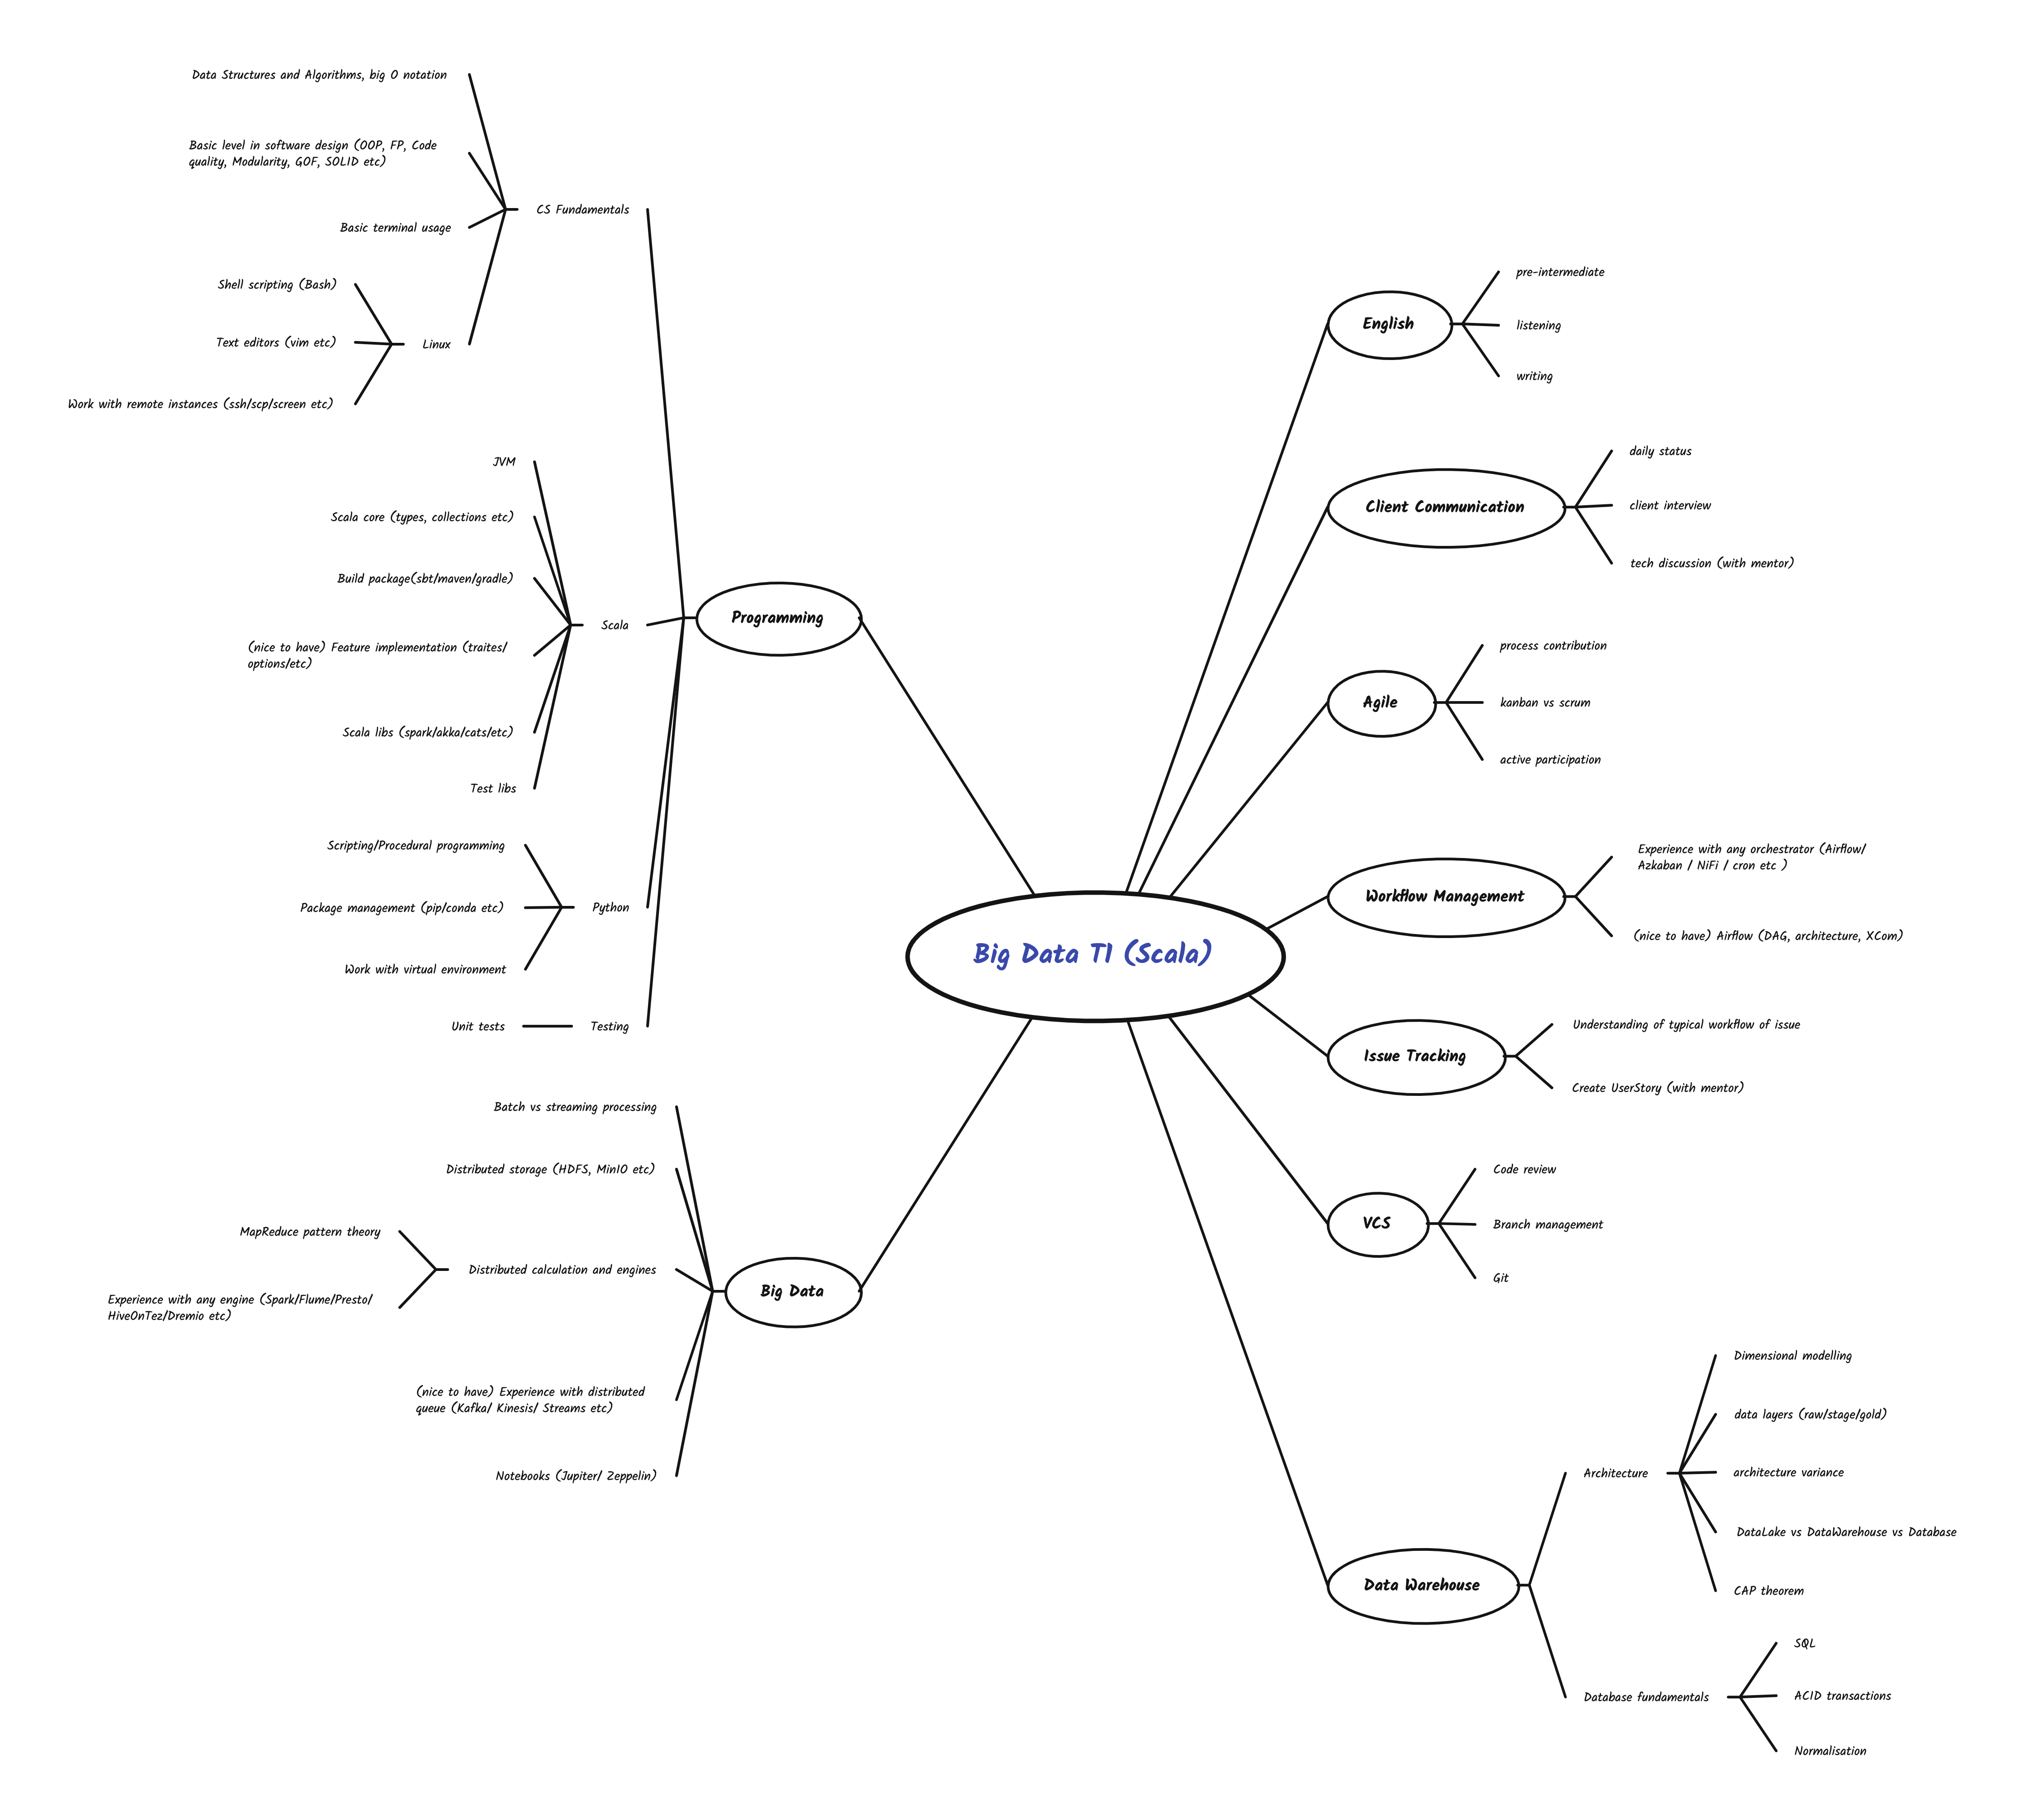 Big Data T1 (Scala)
Programming
CS Fundamentals
Data Structures and Algorithms, big O notation
Basic level in software design (OOP, FP, Code
quality, Modularity, GOF, SOLID etc)
Basic terminal usage
Linux
Shell scripting (Bash)
Text editors (vim etc)
Work with remote instances (ssh/scp/screen etc)
Scala
JVM
Scala core (types, collections etc)
Build package(sbt/maven/gradle)
(nice to have) Feature implementation (traites/
options/etc)
Scala libs (spark/akka/cats/etc)
Test libs
Python
Scripting/Procedural programming
Package management (pip/conda etc)
Work with virtual environment
Testing
Unit tests
Big Data
Batch vs streaming processing
Distributed storage (HDFS, MinIO etc)
Distributed calculation and engines
MapReduce pattern theory
Experience with any engine (Spark/Flume/Presto/
HiveOnTez/Dremio etc)
(nice to have) Experience with distributed
queue (Kafka/ Kinesis/ Streams etc)
Notebooks (Jupiter/ Zeppelin)
English
pre-intermediate
listening
writing
Client Communication
daily status
client interview
tech discussion (with mentor)
Agile
process contribution
kanban vs scrum
active participation
Workflow Management
Experience with any orchestrator (Airflow/
Azkaban / NiFi / cron etc )
(nice to have) Airflow (DAG, architecture, XCom)
Issue Tracking
Understanding of typical workflow of issue
Create UserStory (with mentor)
VCS
Code review
Branch management
Git
Data Warehouse
Architecture
Dimensional modelling
data layers (raw/stage/gold)
architecture variance
DataLake vs DataWarehouse vs Database
CAP theorem
Database fundamentals
SQL
ACID transactions
Normalisation